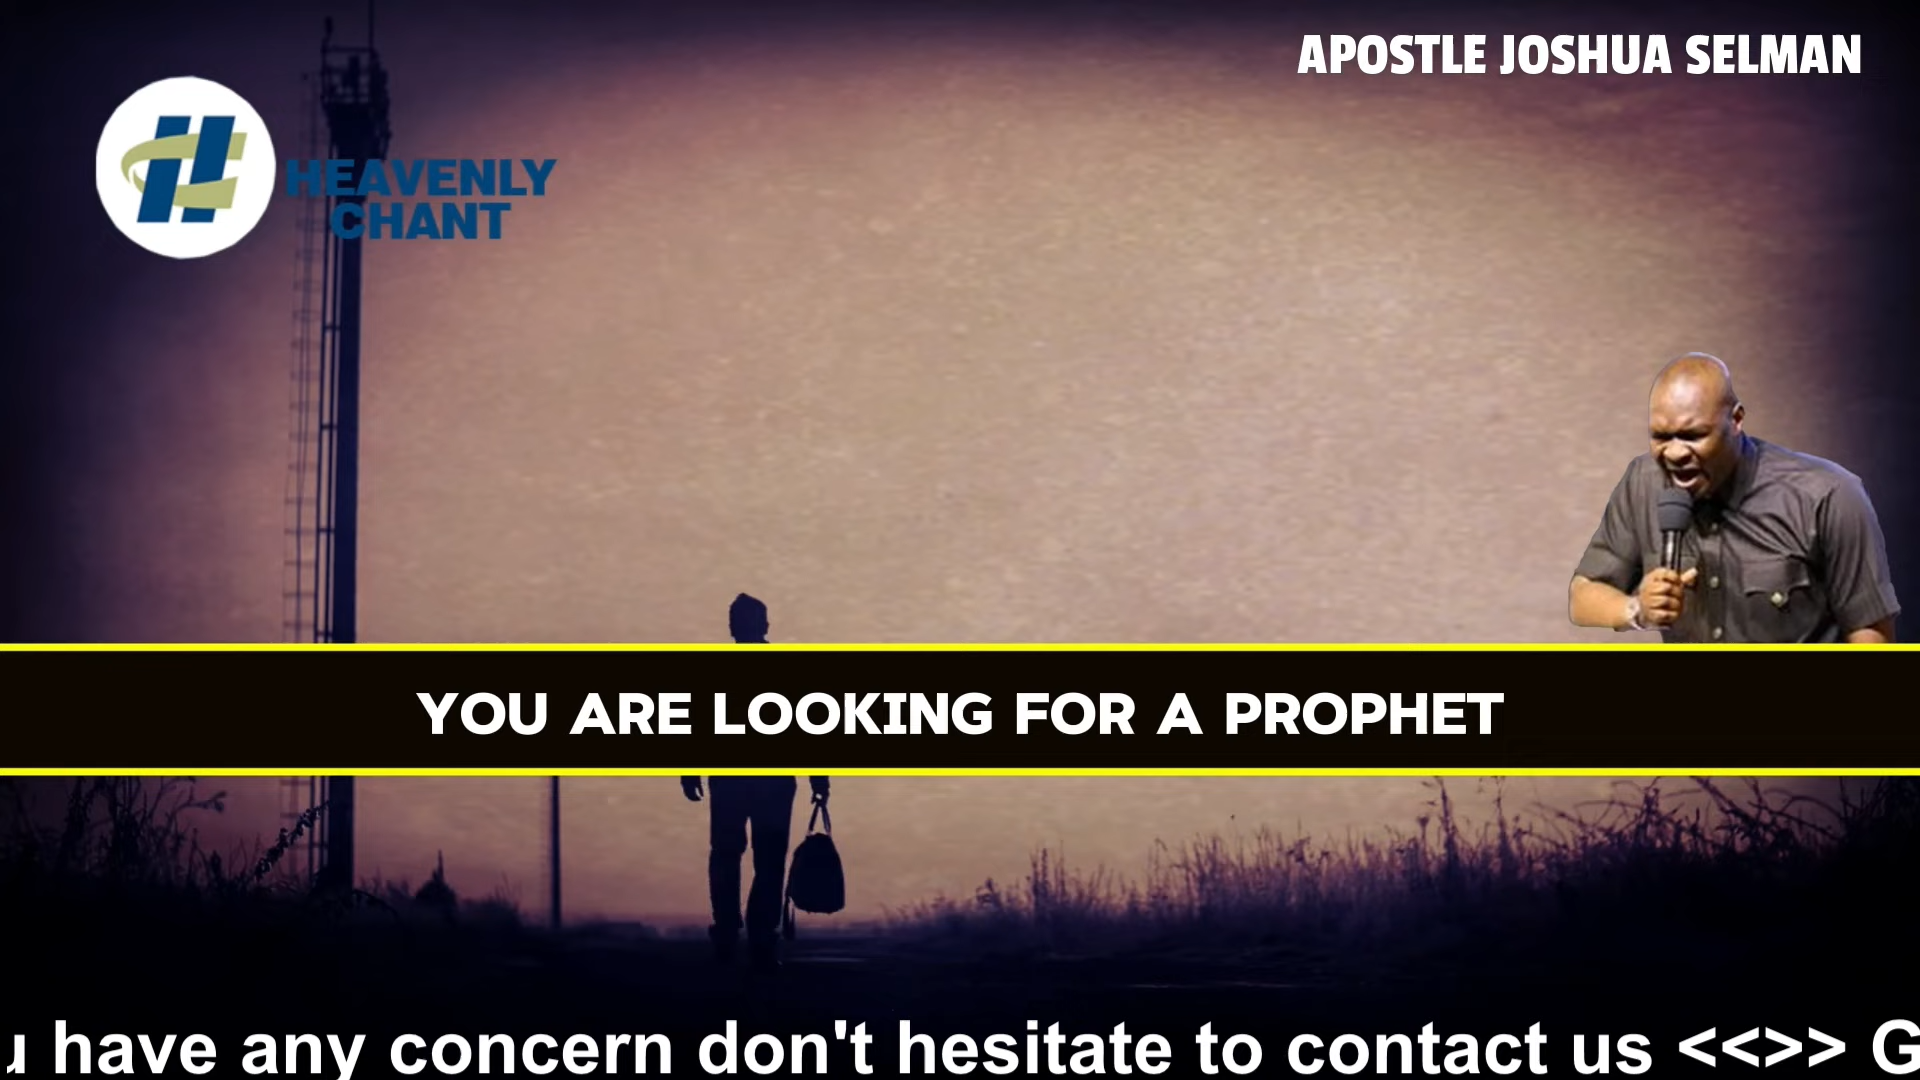 APOSTLE JOSHUA SELMAN
HEAVENLY
CHANT
YOU ARE LOOKING FOR A PROPHET
have any concern don't hesitate to contact us <<>> G